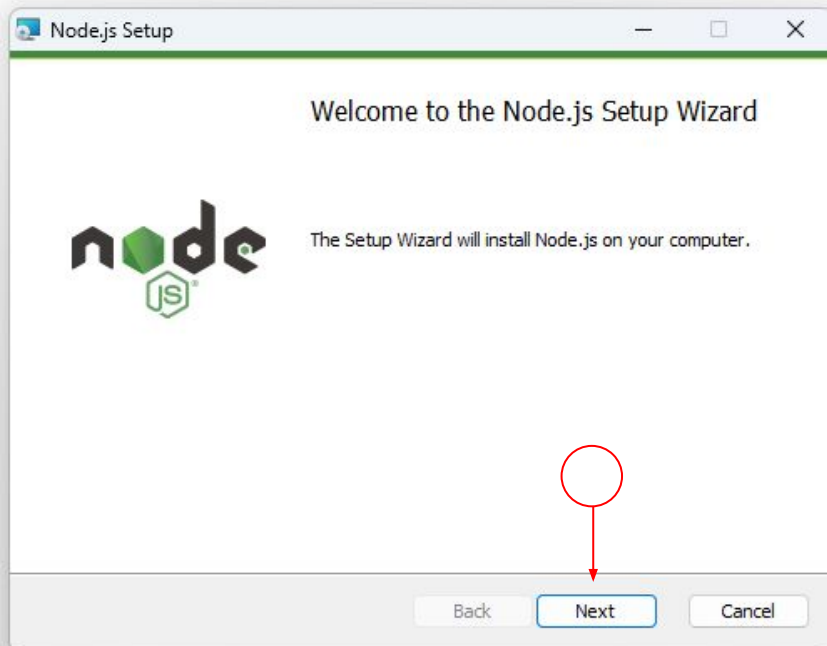 Node.js Setup
Welcome to the Node.js Setup Wizard
node
JS®
The Setup Wizard will install Node.js on your computer.
Back
Next
Cancel